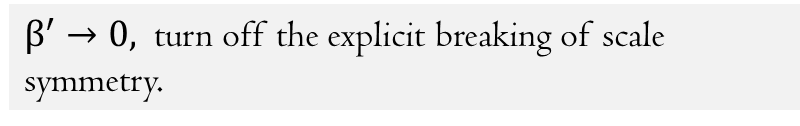 β′ → 0, turn off the explicit breaking of scale
symmetry.